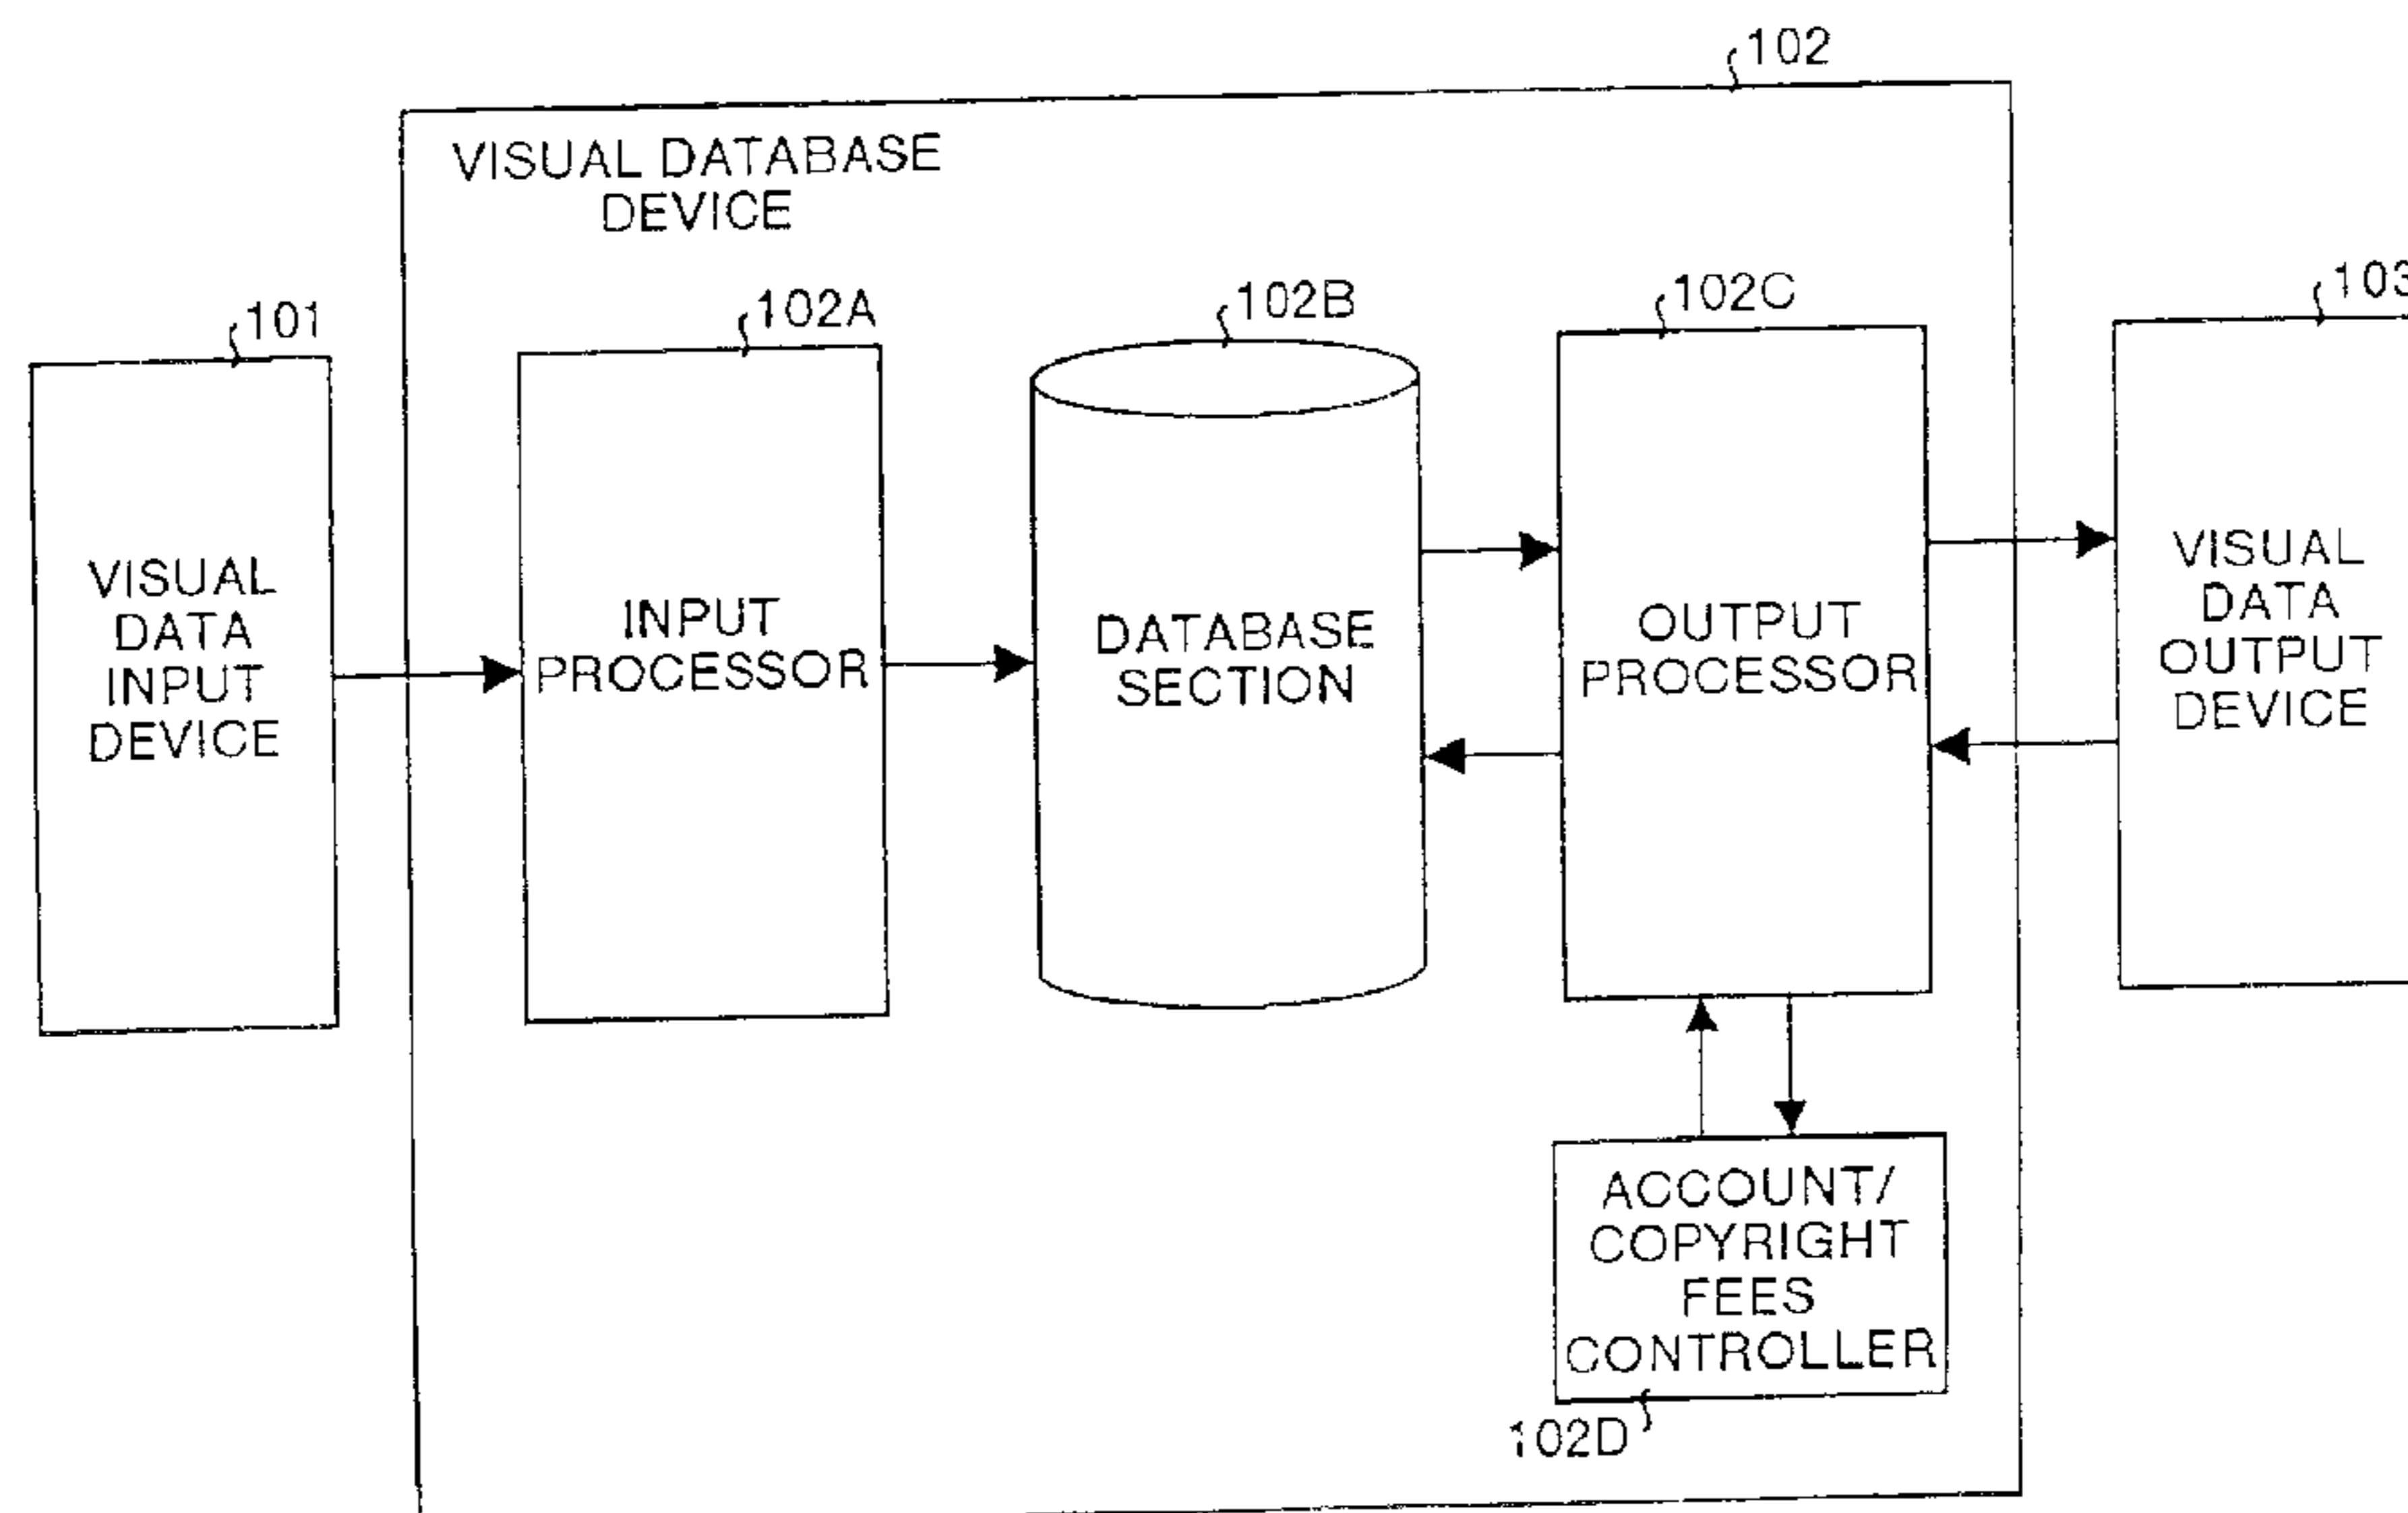 102
VISUAL DATABASE
DEVICE
101
102A
102B
102C
103
VISUAL
DATA
INPUT
DEVICE
INPUT
PROCESSOR
DATABASE
SECTION
OUTPUT
PROCESSOR
VISUAL
DATA
OUTPUT
DEVICE
ACCOUNT/
COPYRIGHT
FEES
CONTROLLER
102D